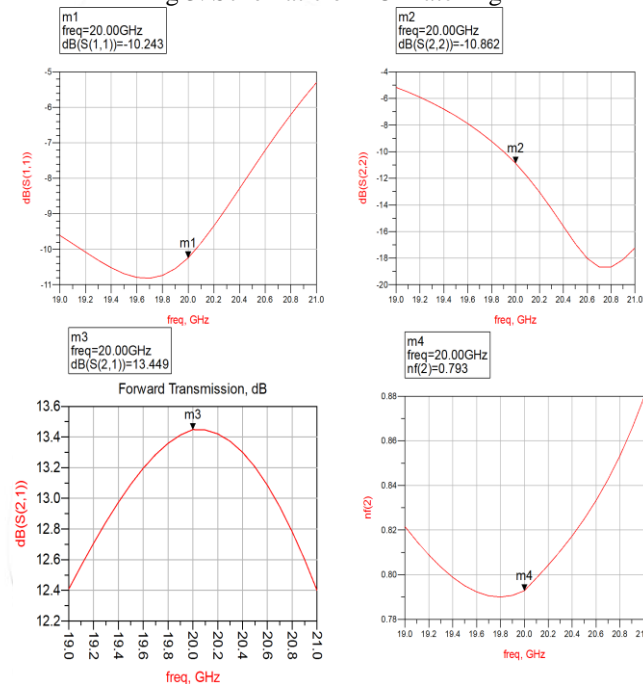 m1
freq=20.00GHz
dB(S(1,1))=-10.243
m2
freq=20.00GHz
dB(S(2,2))=-10.862
-5
-6
-7
-8
-9
-10
-11
dB(S(1,1))
m1
19.0 19.2 19.4 19.6 19.8 20.0 20.2 20.4 20.6 20.8 21.0
freq, GHz
-4
-6
-8
-10
-12
-14
-16
-18
-20
dB(S(2,2))
m2
19.0 19.2 19.4 19.6 19.8 20.0 20.2 20.4 20.6 20.8 21.0
freq, GHz
m3
freq=20.00GHz
dB(S(2,1))=13.449
m4
freq=20.00GHz
nf(2)=0.793
Forward Transmission, dB
13.6
13.4
13.2
13.0
12.8
12.6
12.4
12.2
dB(S(2,1))
m3
19.0 19.2 19.4 19.6 19.8 20.0 20.2 20.4 20.6 20.8 21.0
freq, GHz
0.88
0.86
0.84
0.82
0.80
0.78
nf(2)
m4
19.0 19.2 19.4 19.6 19.8 20.0 20.2 20.4 20.6 20.8 21.0
freq, GHz